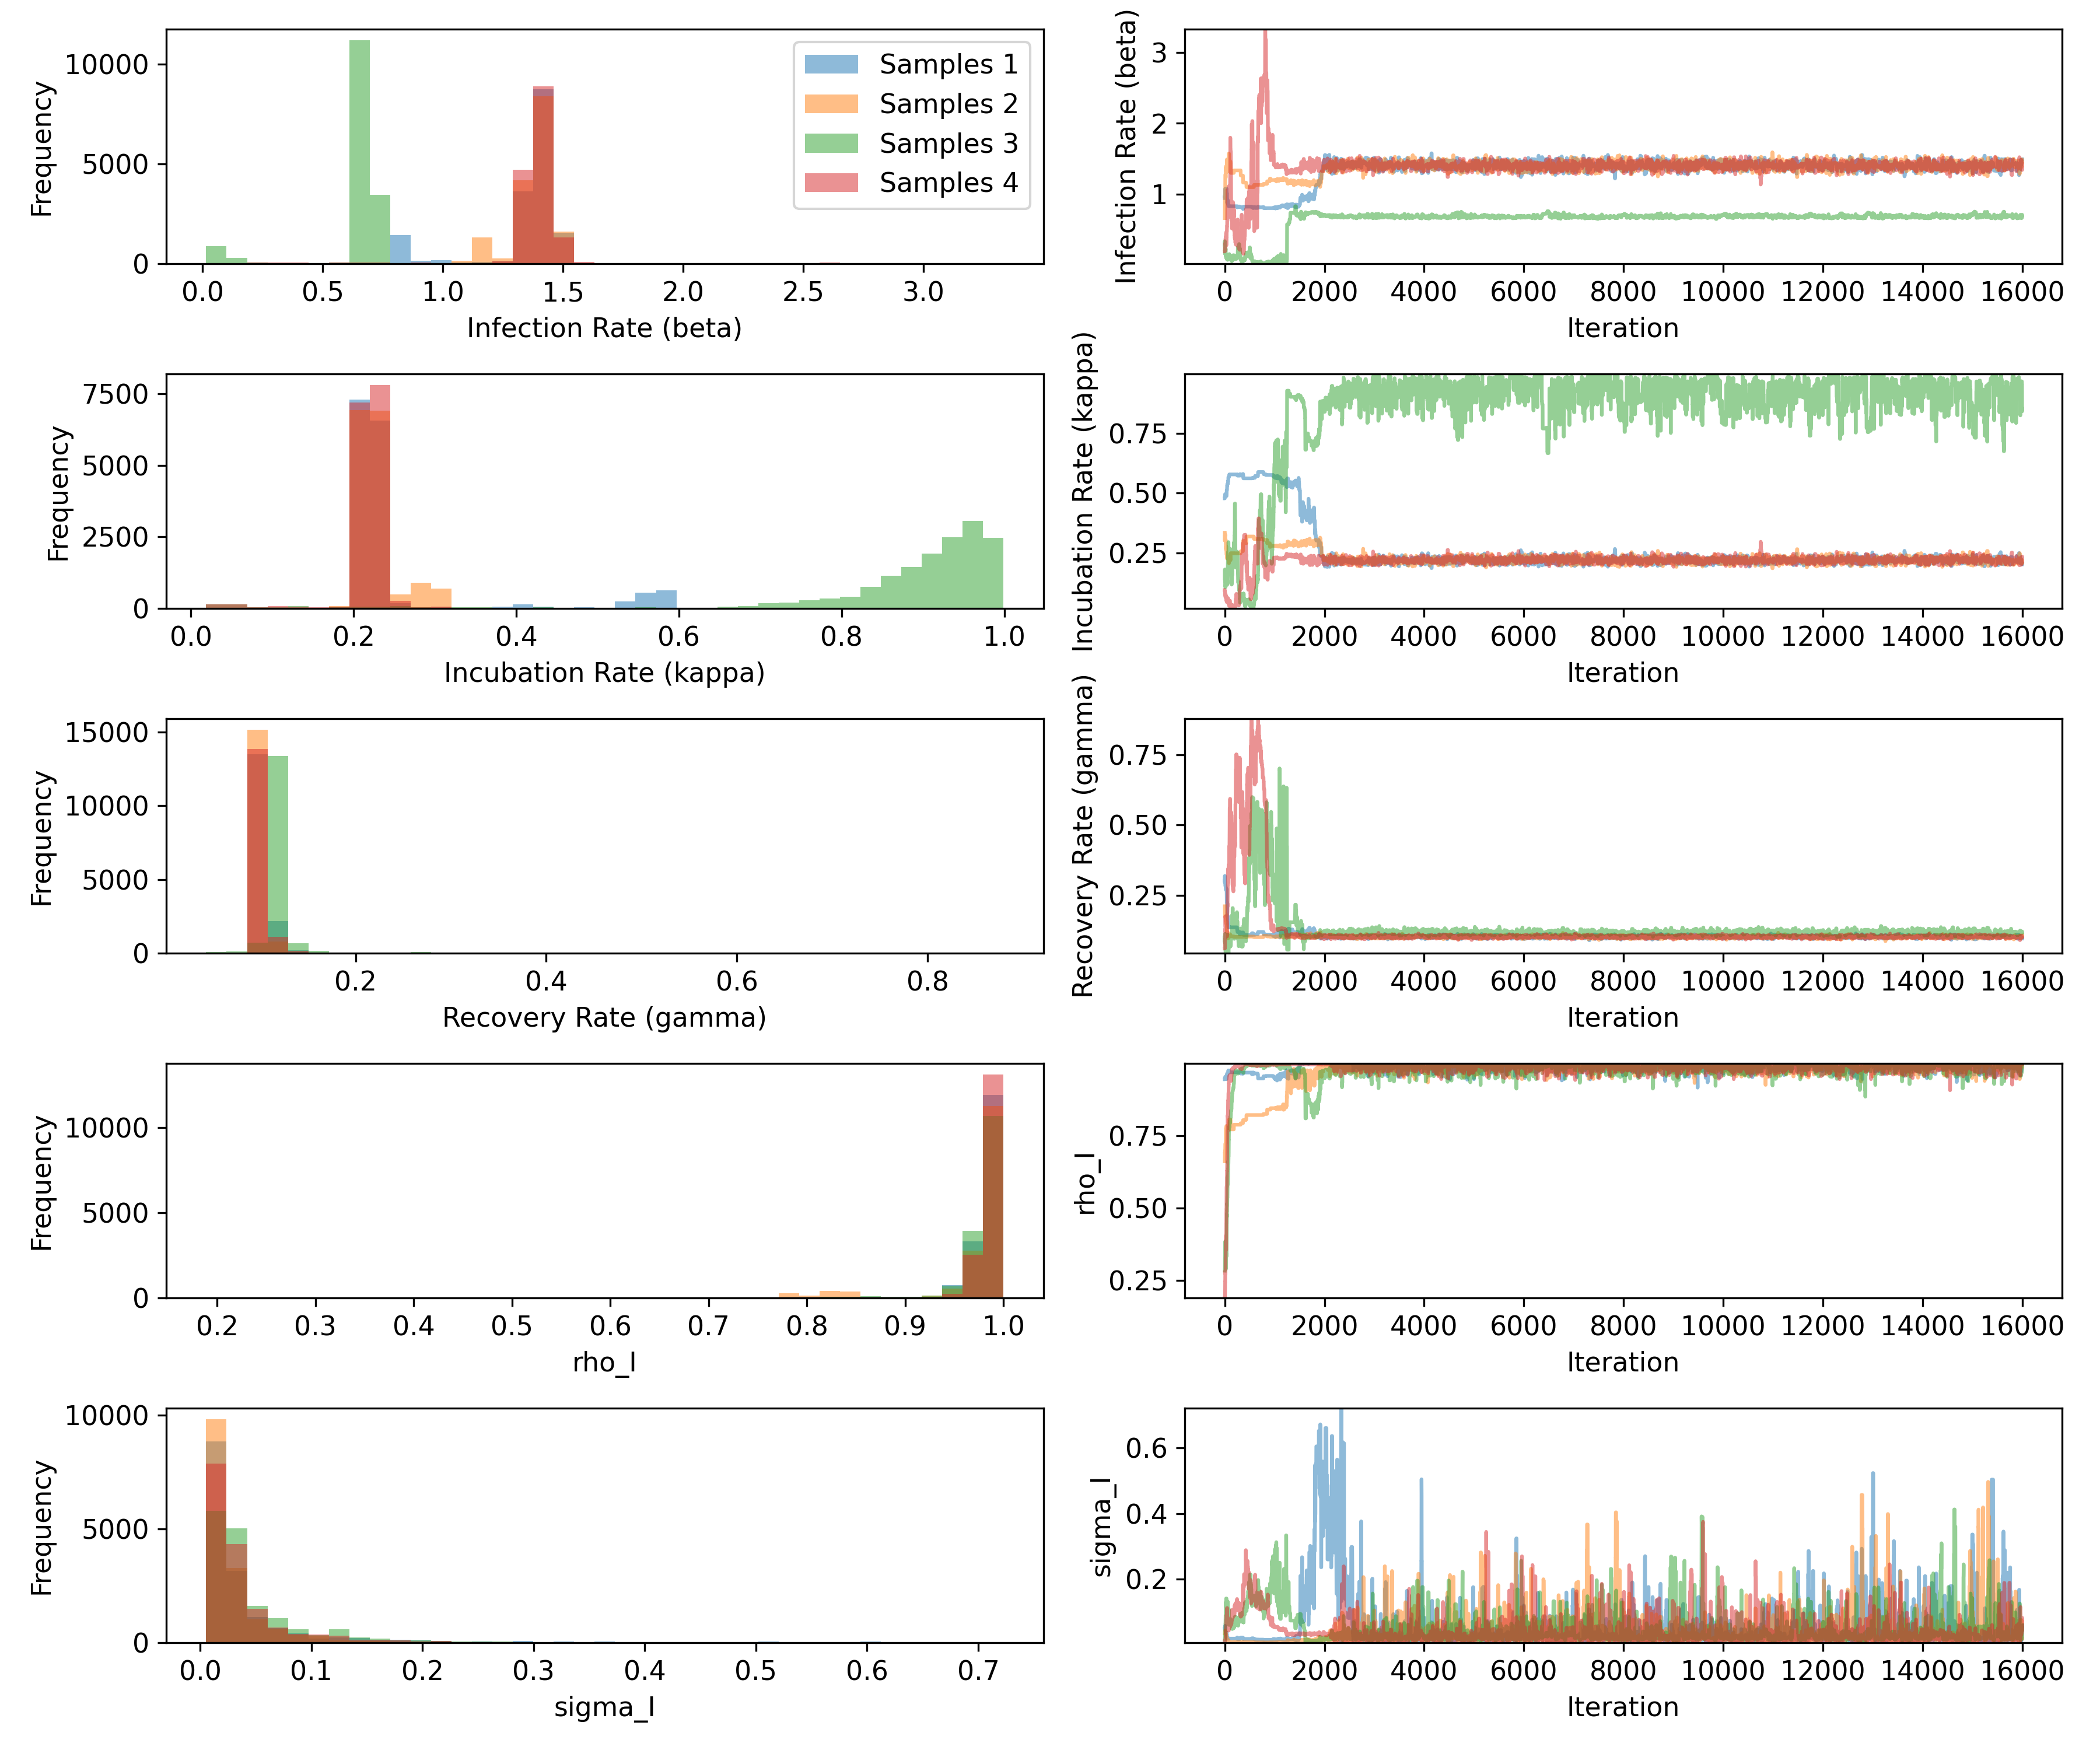 10000
5000
0
Frequency
0.0 0.5 1.0 1.5 2.0 2.5 3.0
Infection Rate (beta)
Samples 1
Samples 2
Samples 3
Samples 4
3
2
1
Infection Rate (beta)
0 2000 4000 6000 8000 10000 12000 14000 16000
Iteration
7500
5000
2500
0
Frequency
0.0 0.2 0.4 0.6 0.8 1.0
Incubation Rate (kappa)
0.75
0.50
0.25
Incubation Rate (kappa)
0 2000 4000 6000 8000 10000 12000 14000 16000
Iteration
15000
10000
5000
0
Frequency
0.2 0.4 0.6 0.8
Recovery Rate (gamma)
0.75
0.50
0.25
Recovery Rate (gamma)
0 2000 4000 6000 8000 10000 12000 14000 16000
Iteration
10000
5000
0
Frequency
0.2 0.3 0.4 0.5 0.6 0.7 0.8 0.9 1.0
rho_I
0.75
0.50
0.25
rho_I
0 2000 4000 6000 8000 10000 12000 14000 16000
Iteration
10000
5000
0
Frequency
0.0 0.1 0.2 0.3 0.4 0.5 0.6 0.7
sigma_I
0.6
0.4
0.2
sigma_I
0 2000 4000 6000 8000 10000 12000 14000 16000
Iteration